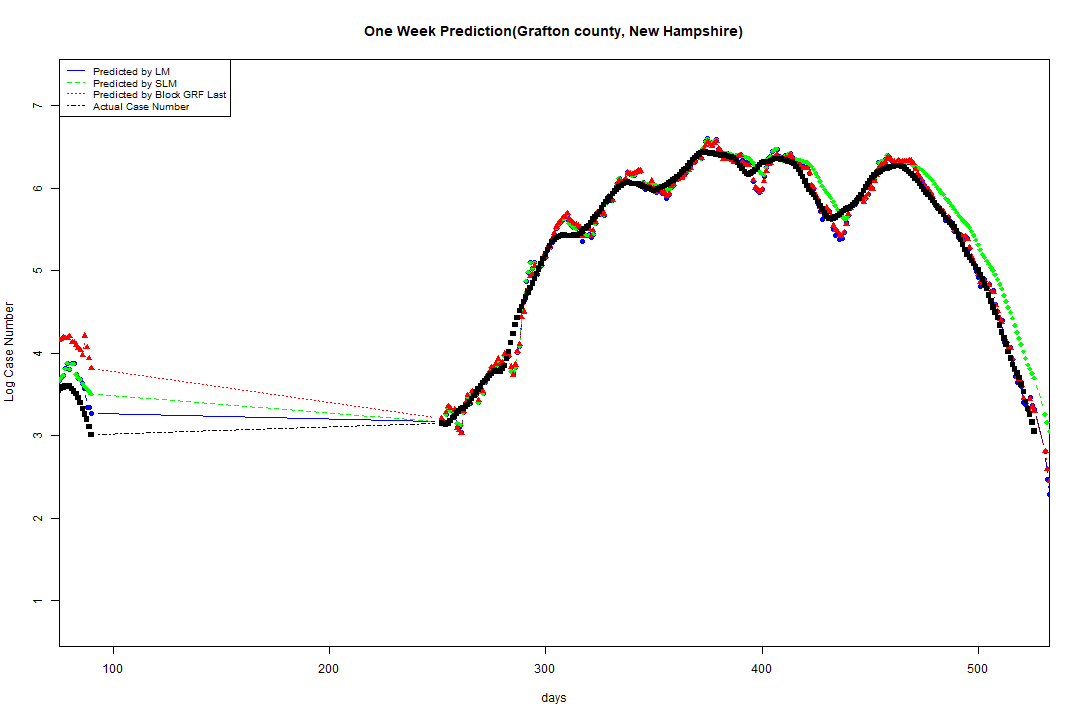 One Week Prediction(Grafton county, New Hampshire)
Predicted by LM
Predicted by SLM
Predicted by Block GRF Last
Actual Case Number
7
6
5
4
3
2
1
Log Case Number
100 200 300 400 500
days